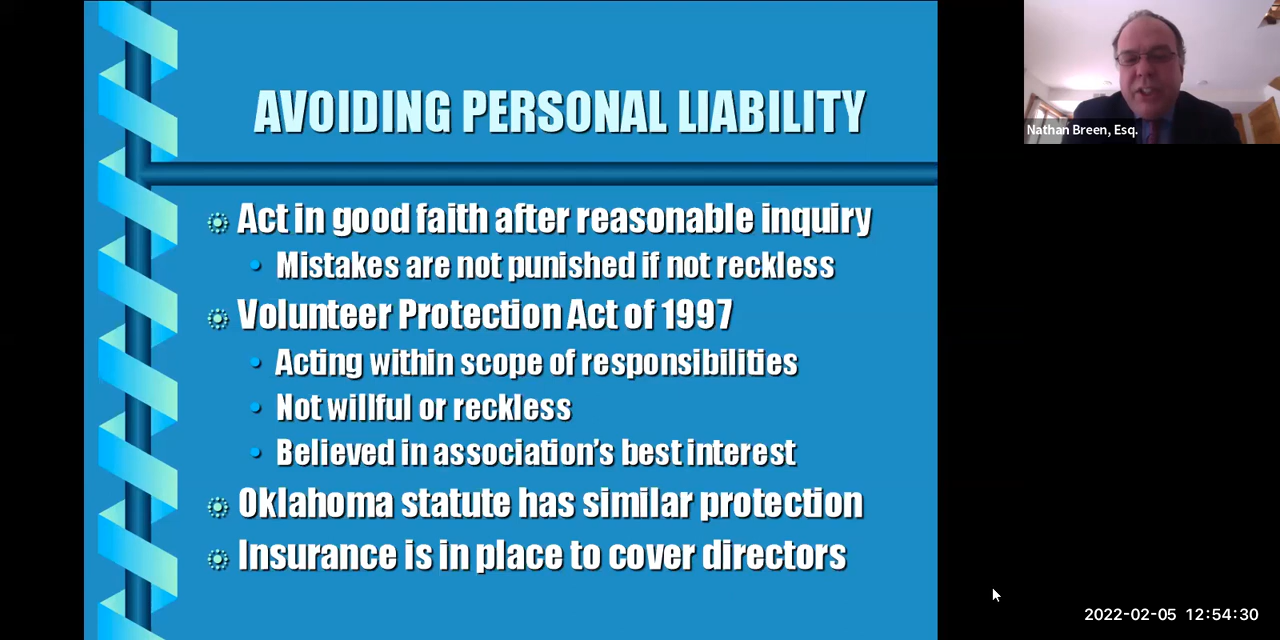 AVOIDING PERSONAL LIABILITY
Act in good faith after reasonable inquiry
Mistakes are not punished if not reckless
Volunteer Protection Act of 1997
Acting within scope of responsibilities
Not willful or reckless
Believed in association’s best interest
Oklahoma statute has similar protection
Insurance is in place to cover directors
Nathan Breen, Esq.
2022-02-05 12:54:30